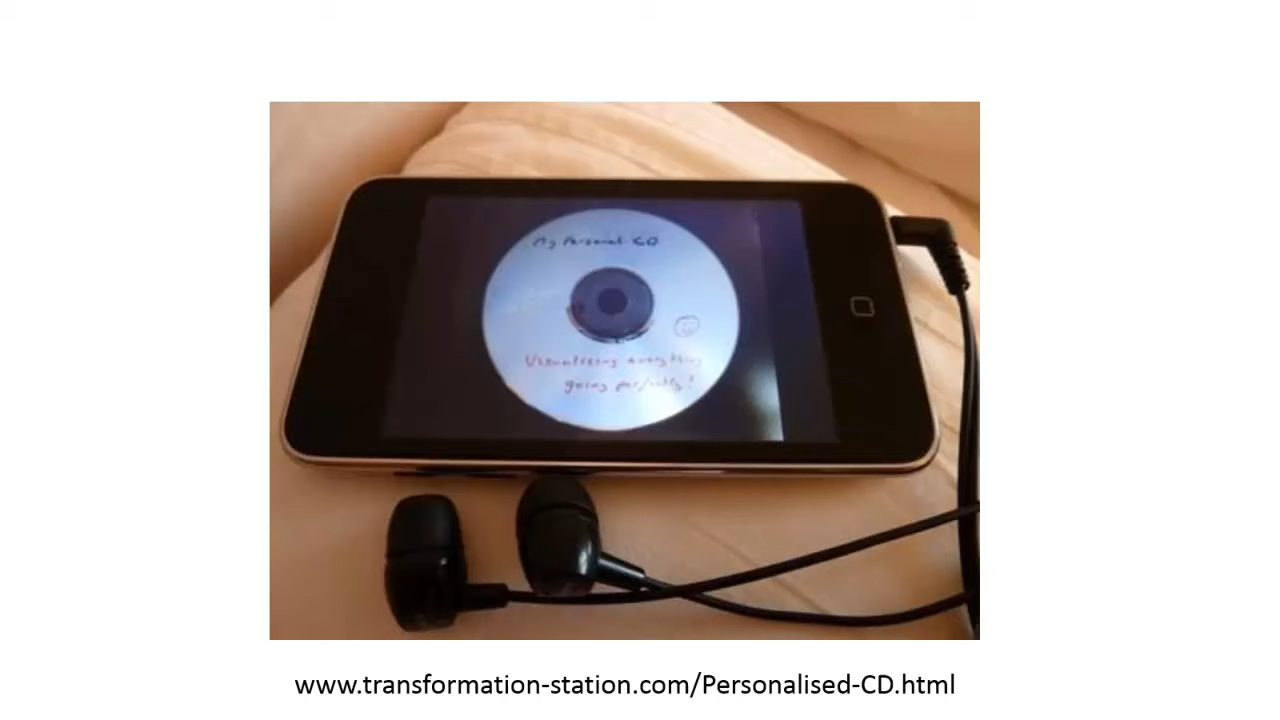 My Personal CD
Visualising everything
going perfectly!
www.transformation-station.com/Personalised-CD.html